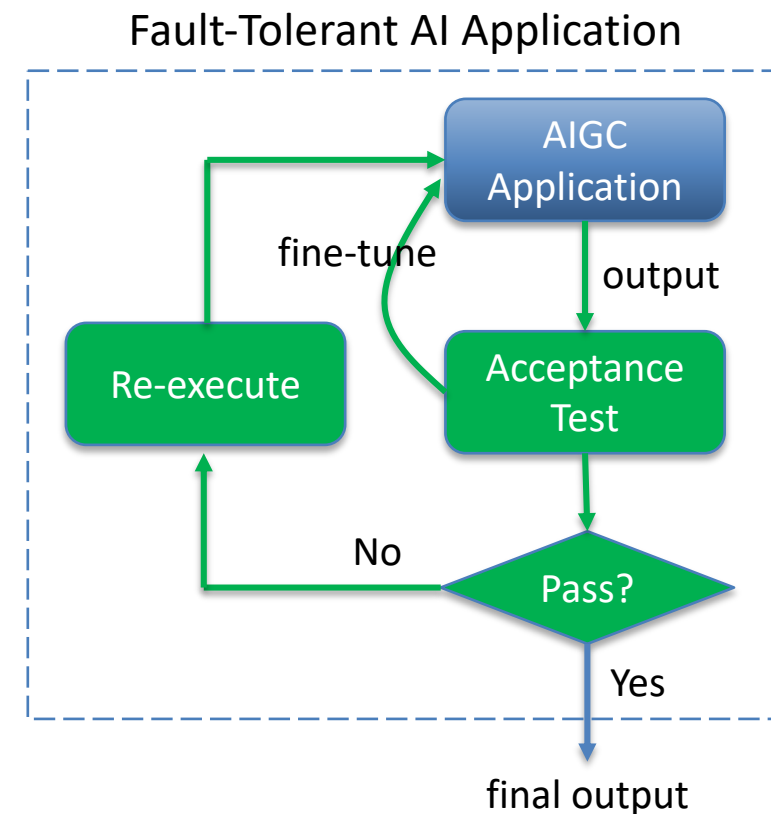 Fault-Tolerant AI Application
AIGC
Application
fine-tune
output
Re-execute
Acceptance
Test
No
Pass?
Yes
final output